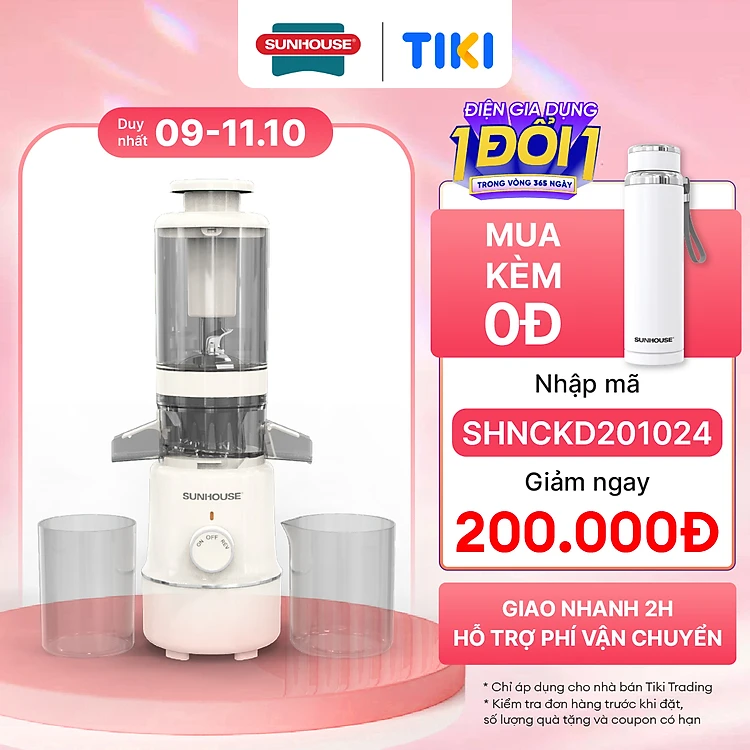 SUNHOUSE
TIKI
Duy nhất 09-11.10
ĐIỆN GIA DỤNG
1 ĐỔI 1
TRONG VÒNG 365 NGÀY
MUA
KÈM
0Đ
SUNHOUSE
Nhập mã
SHNCKD201024
Giảm ngay
200.000Đ
SUNHOUSE
ON OFF REV
GIAO NHANH 2H
HỖ TRỢ PHÍ VẬN CHUYỂN
* Chỉ áp dụng cho nhà bán Tiki Trading
* Kiểm tra đơn hàng trước khi đặt,
số lượng quà tặng và coupon có hạn